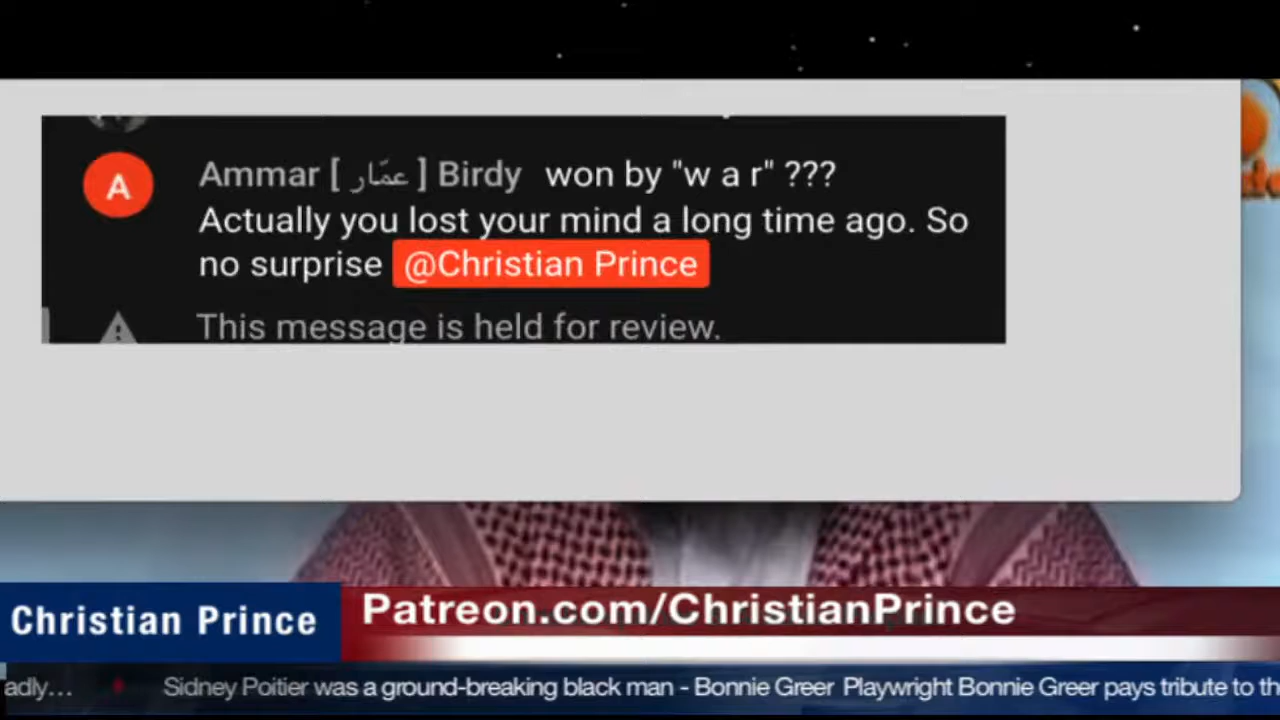 Ammar [ عمّار ] Birdy won by "w a r" ???
A
Actually you lost your mind a long time ago. So
no surprise @Christian Prince
This message is held for review.
Christian Prince
Patreon.com/ChristianPrince
adly... Sidney Poitier was a ground-breaking black man - Bonnie Greer Playwright Bonnie Greer pays tribute to